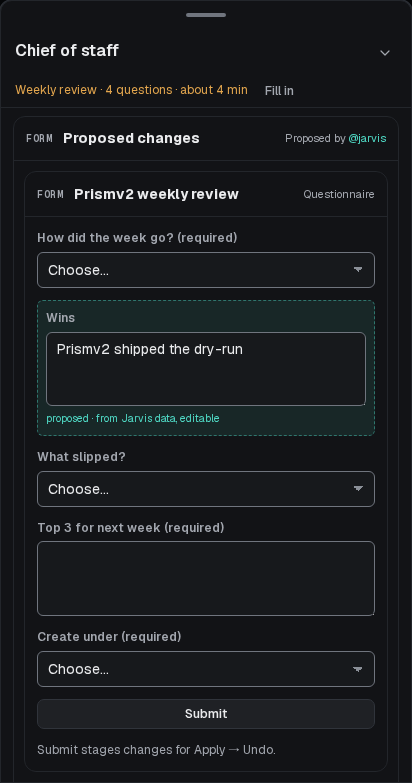 Chief of staff
Weekly review · 4 questions · about 4 min Fill in
FORM Proposed changes Proposed by @jarvis
FORM Prismv2 weekly review Questionnaire
How did the week go? (required)
Choose...
Wins
Prismv2 shipped the dry-run
proposed · from Jarvis data, editable
What slipped?
Choose...
Top 3 for next week (required)
Create under (required)
Choose...
Submit
Submit stages changes for Apply → Undo.